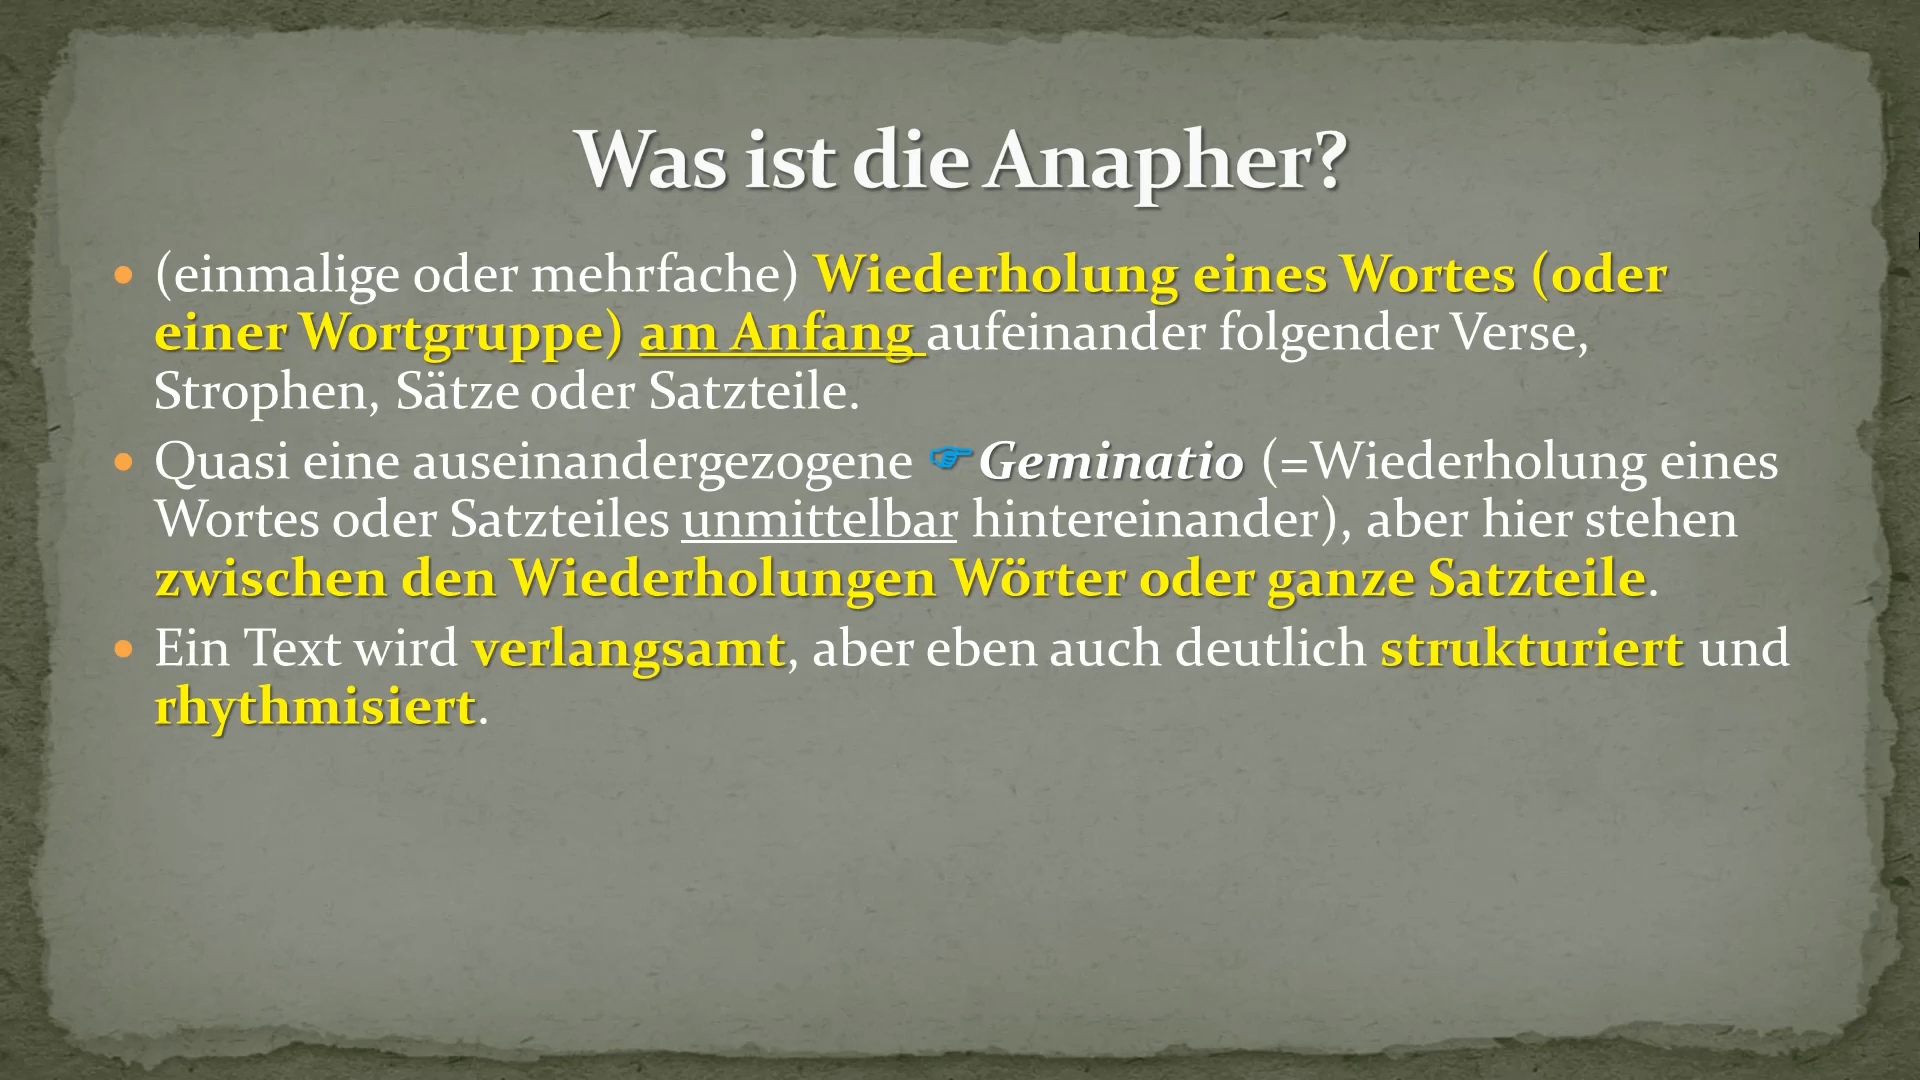 Was ist die Anapher?
• (einmalige oder mehrfache) Wiederholung eines Wortes (oder
einer Wortgruppe) am Anfang aufeinander folgender Verse,
Strophen, Sätze oder Satzteile.
• Quasi eine auseinandergezogene ☞Geminatio (=Wiederholung eines
Wortes oder Satzteiles unmittelbar hintereinander), aber hier stehen
zwischen den Wiederholungen Wörter oder ganze Satzteile.
• Ein Text wird verlangsamt, aber eben auch deutlich strukturiert und
rhythmisiert.